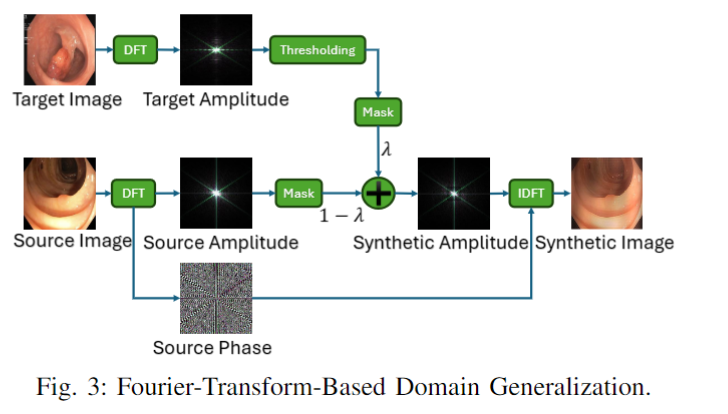 DFT
Thresholding
Target Image
Target Amplitude
Mask
λ
DFT
Mask
1 − λ
IDFT
Source Image
Source Amplitude
Synthetic Amplitude
Synthetic Image
Source Phase
Fig. 3: Fourier-Transform-Based Domain Generalization.